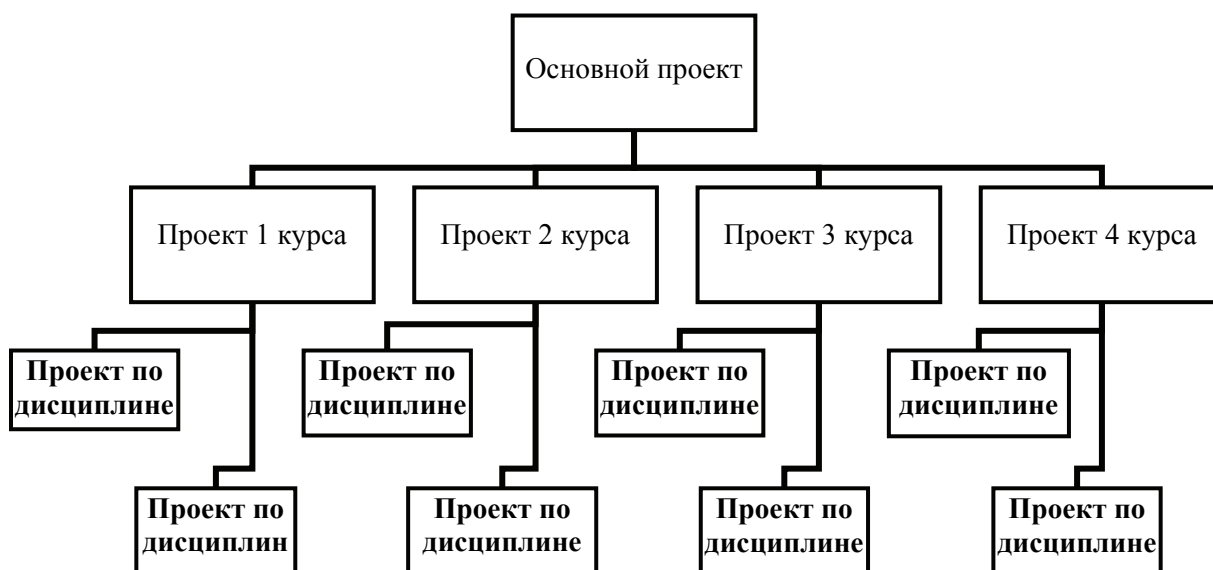 Основной проект
Проект 1 курса
Проект 2 курса
Проект 3 курса
Проект 4 курса
Проект по
дисциплине
Проект по
дисциплине
Проект по
дисциплине
Проект по
дисциплине
Проект по
дисциплин
Проект по
дисциплине
Проект по
дисциплине
Проект по
дисциплине